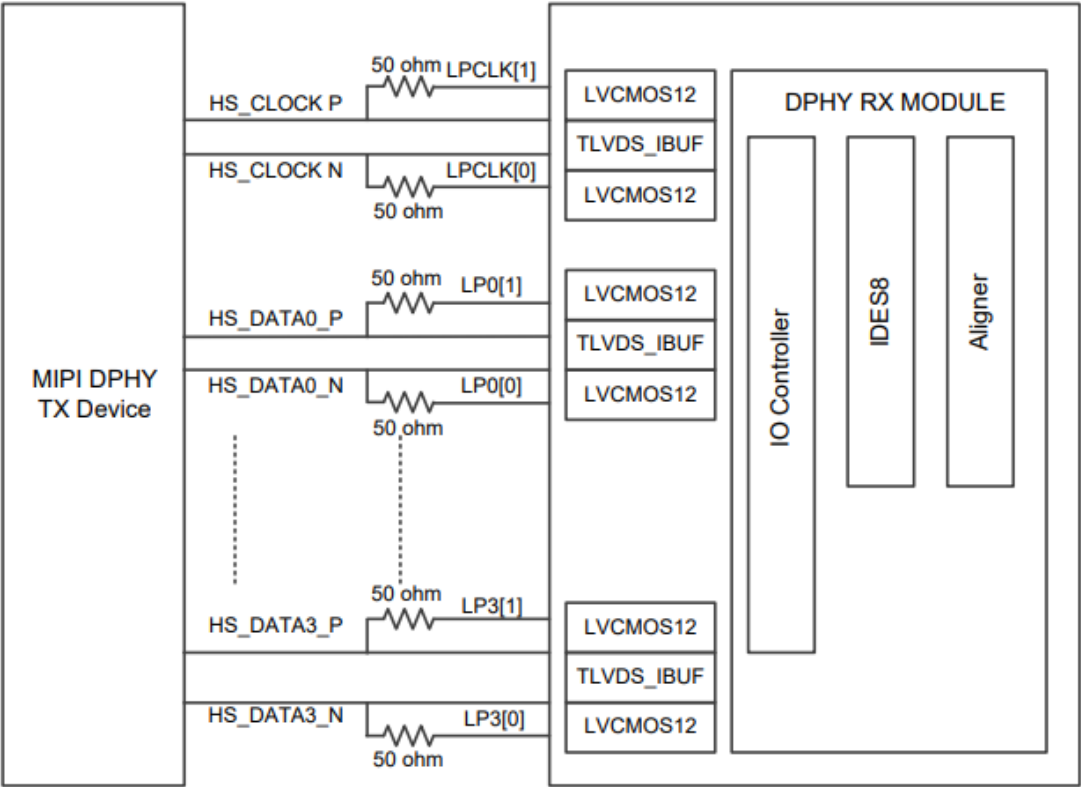 50 ohm
LPCLK[1]
HS_CLOCK P
LVCMOS12
DPHY RX MODULE
TLVDS_IBUF
HS_CLOCK N
LPCLK[0]
LVCMOS12
50 ohm
50 ohm
LP0[1]
LVCMOS12
HS_DATA0_P
TLVDS_IBUF
HS_DATA0_N
LP0[0]
LVCMOS12
50 ohm
MIPI DPHY
TX Device
IO Controller
IDES8
Aligner
50 ohm
LP3[1]
HS_DATA3_P
LVCMOS12
TLVDS_IBUF
HS_DATA3_N
LP3[0]
LVCMOS12
50 ohm